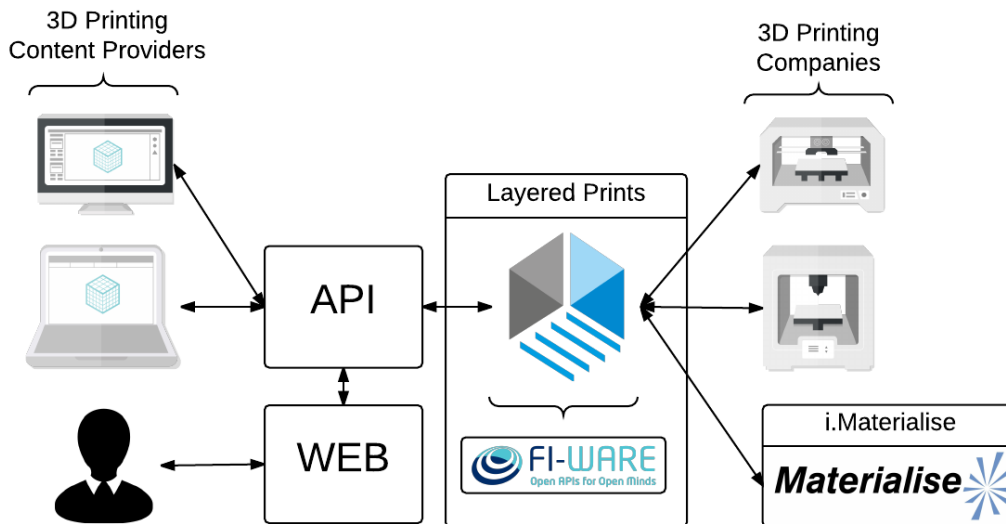 3D Printing
Content Providers
3D Printing
Companies
Layered Prints
API
WEB
FI-WARE
Open APIs for Open Minds
i.Materialise
Materialise